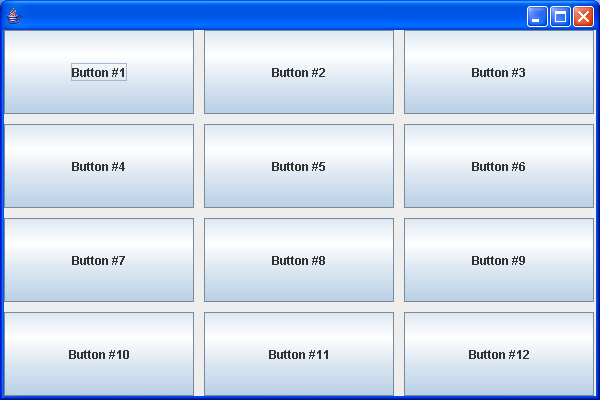 Button #1
Button #2
Button #3
Button #4
Button #5
Button #6
Button #7
Button #8
Button #9
Button #10
Button #11
Button #12